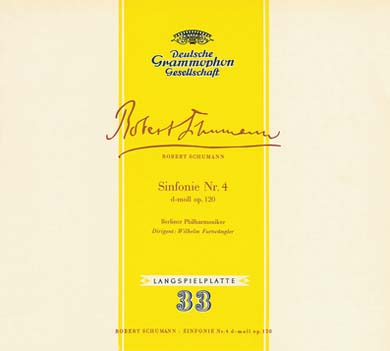 Deutsche
Grammophon
Gesellschaft
Robert Schumann
ROBERT SCHUMANN
Sinfonie Nr. 4
d-moll op. 120
Berliner Philharmoniker
Dirigent: Wilhelm Furtwängler
LANGSPIELPLATTE
33
ROBERT SCHUMANN · SINFONIE Nr. 4 d-moll op. 120